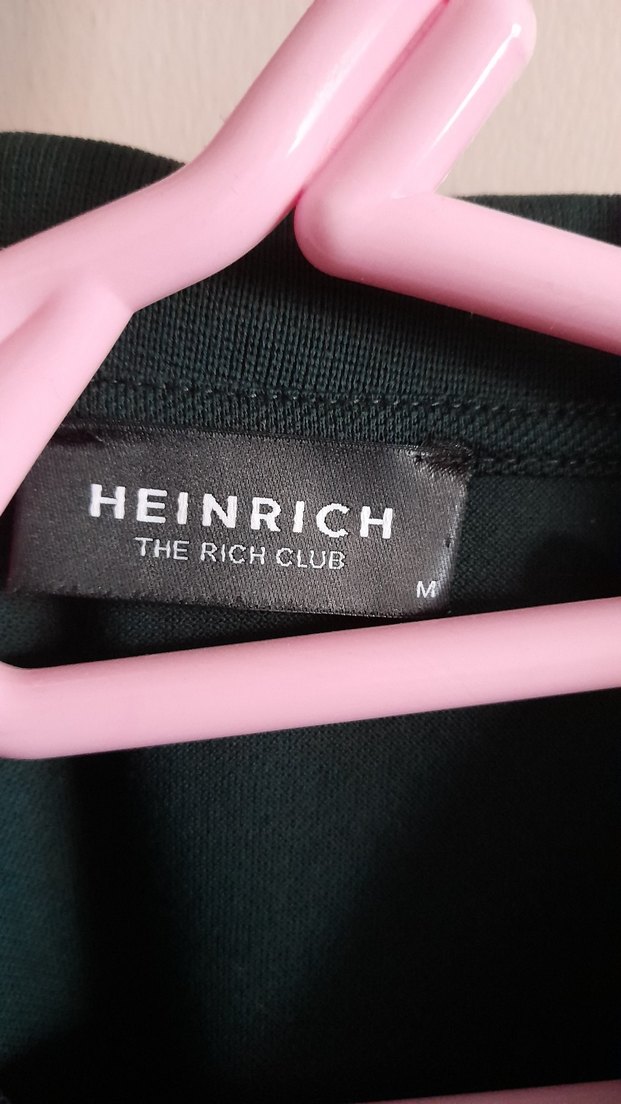 HEINRICH
THE RICH CLUB
M